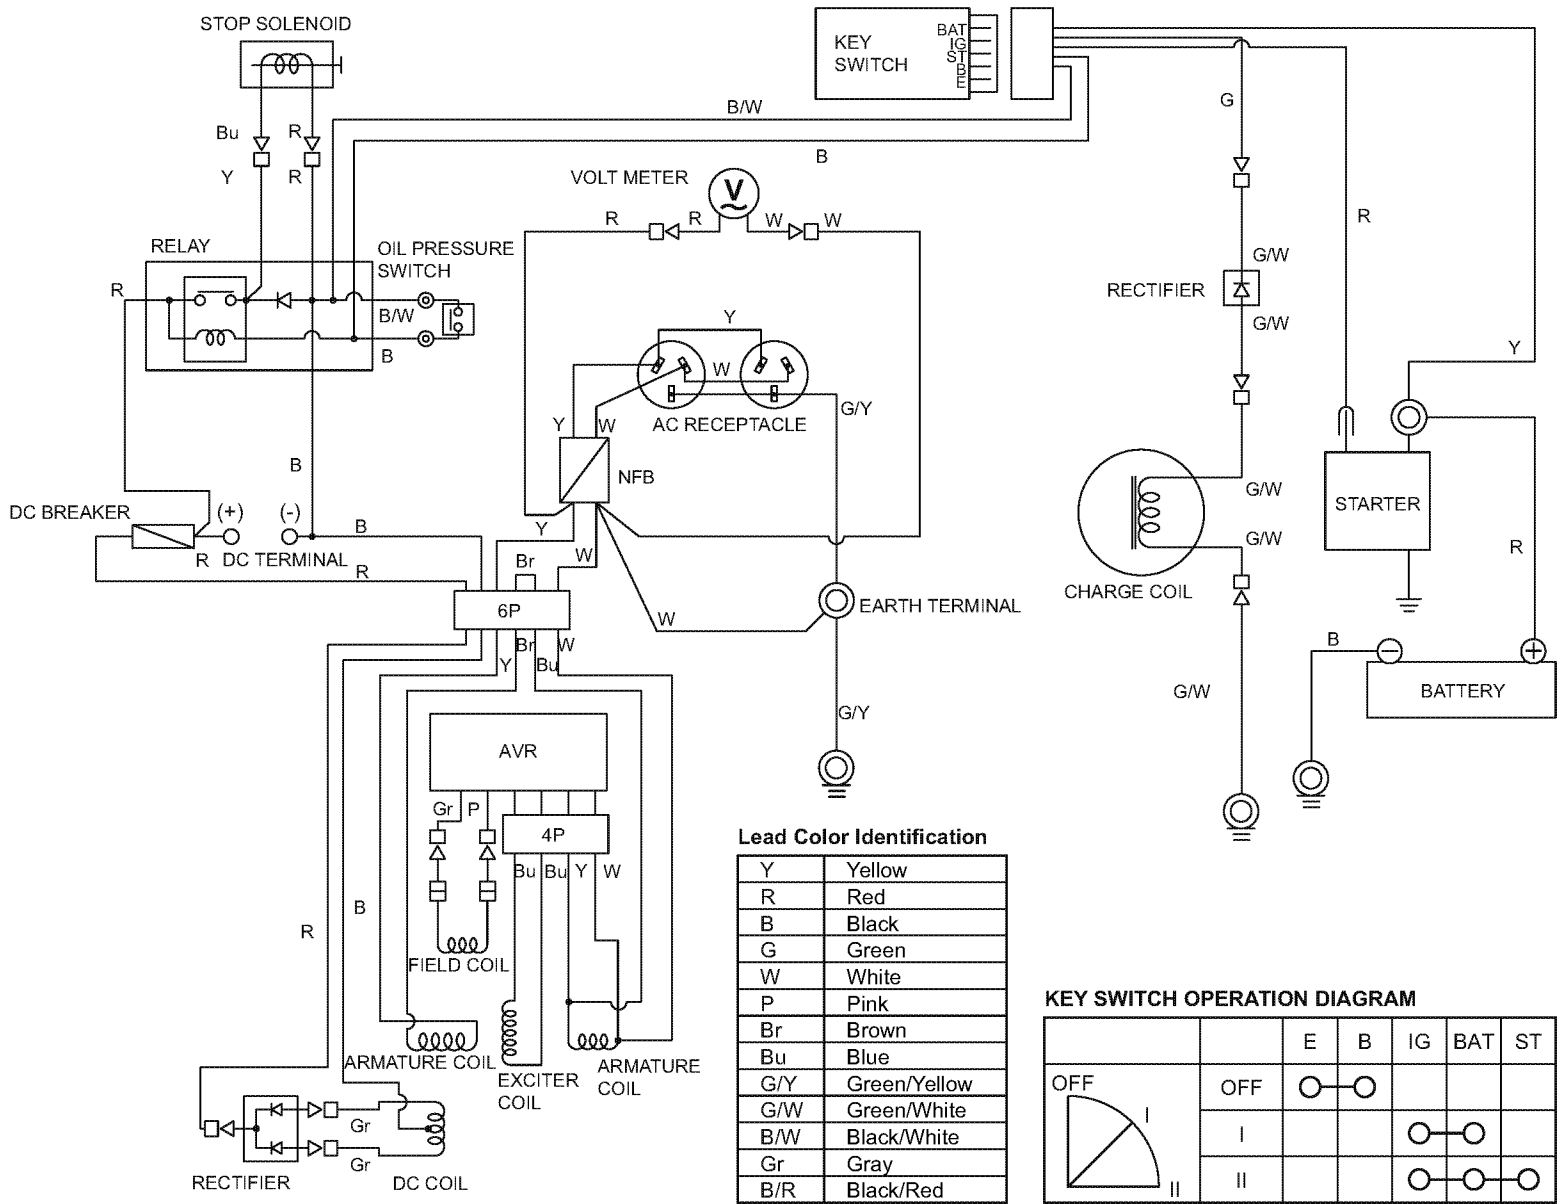 STOP SOLENOID
KEY
SWITCH
BAT
IG
ST
B
E
B/W
B
G
R
Y
R
Bu
R
Y
R
VOLT METER
V
R
R
W
W
RELAY
OIL PRESSURE
SWITCH
R
B/W
B
G/W
RECTIFIER
G/W
Y
W
AC RECEPTACLE
G/Y
Y
W
NFB
B
DC BREAKER
(+)
(-)
R
DC TERMINAL
B
R
Y
W
Br
6P
Br
W
Y
Bu
W
EARTH TERMINAL
G/Y
G/W
G/W
CHARGE COIL
STARTER
B
BATTERY
G/W
AVR
Gr
P
4P
Bu
Bu
Y
W
FIELD COIL
R
B
ARMATURE COIL
EXCITER
COIL
ARMATURE
COIL
Gr
Gr
RECTIFIER
DC COIL
Lead Color Identification
Y Yellow
R Red
B Black
G Green
W White
P Pink
Br Brown
Bu Blue
G/Y Green/Yellow
G/W Green/White
B/W Black/White
Gr Gray
B/R Black/Red
KEY SWITCH OPERATION DIAGRAM
E B IG BAT ST
OFF
I
II
OFF
I
II